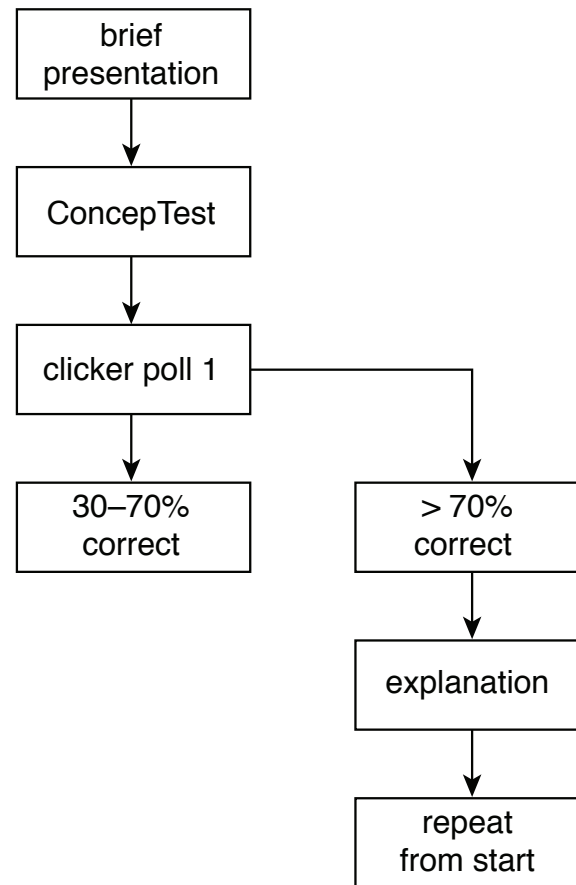 brief
presentation
ConcepTest
clicker poll 1
30–70%
correct
> 70%
correct
explanation
repeat
from start